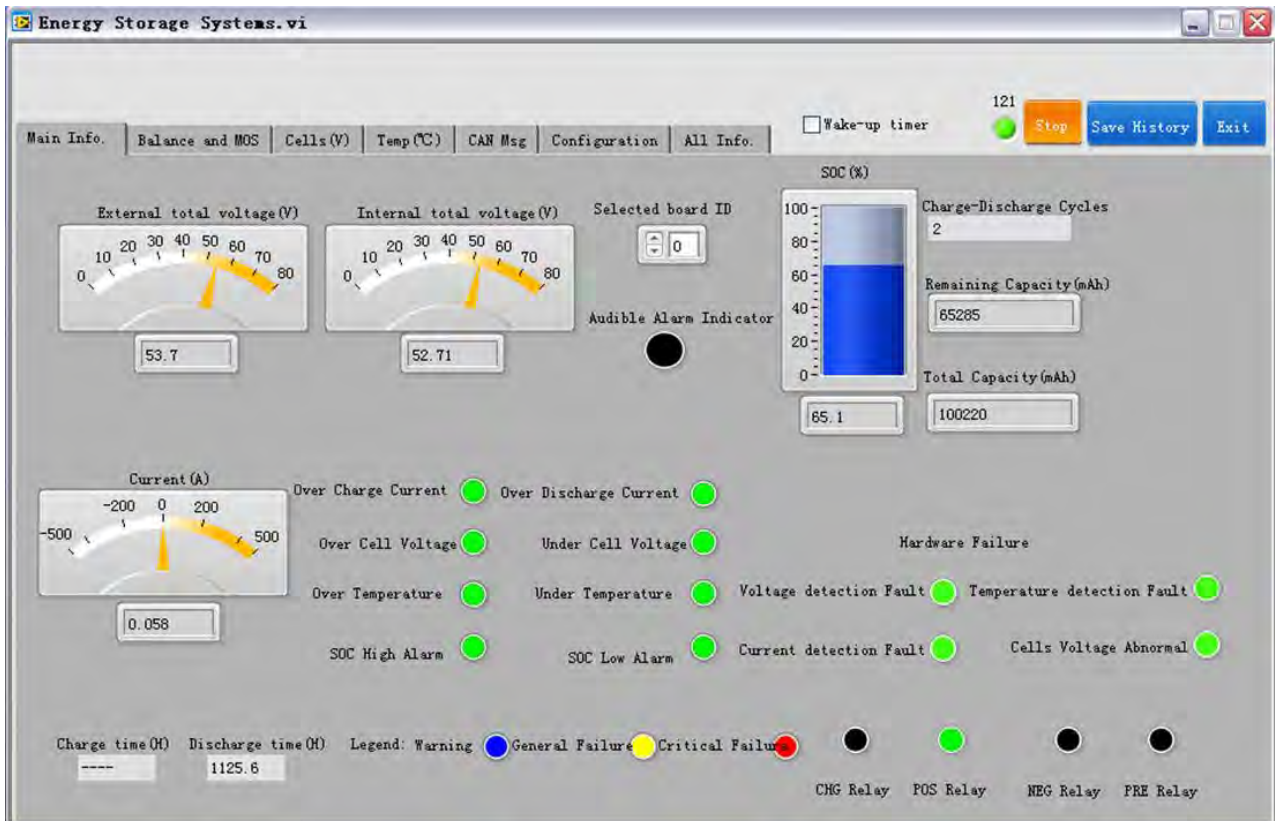 Energy Storage Systems.vi
121
Wake-up timer
Stop
Save History
Exit
Main Info.
Balance and MOS
Cells(V)
Temp(℃)
CAN Msg
Configuration
All Info.
External total voltage(V)
0 10 20 30 40 50 60 70 80
53.7
Internal total voltage(V)
0 10 20 30 40 50 60 70 80
52.71
Selected board ID
0
Audible Alarm Indicator
SOC(%)
100
80
60
40
20
0
65.1
Charge-Discharge Cycles
2
Remaining Capacity(mAh)
65285
Total Capacity(mAh)
100220
Current(A)
-500 -200 0 200 500
0.058
Over Charge Current
Over Discharge Current
Over Cell Voltage
Under Cell Voltage
Over Temperature
Under Temperature
SOC High Alarm
SOC Low Alarm
Hardware Failure
Voltage detection Fault
Temperature detection Fault
Current detection Fault
Cells Voltage Abnormal
Charge time(H)
----
Discharge time(H)
1125.6
Legend: Warning
General Failure
Critical Failure
CHG Relay
POS Relay
NEG Relay
PRE Relay